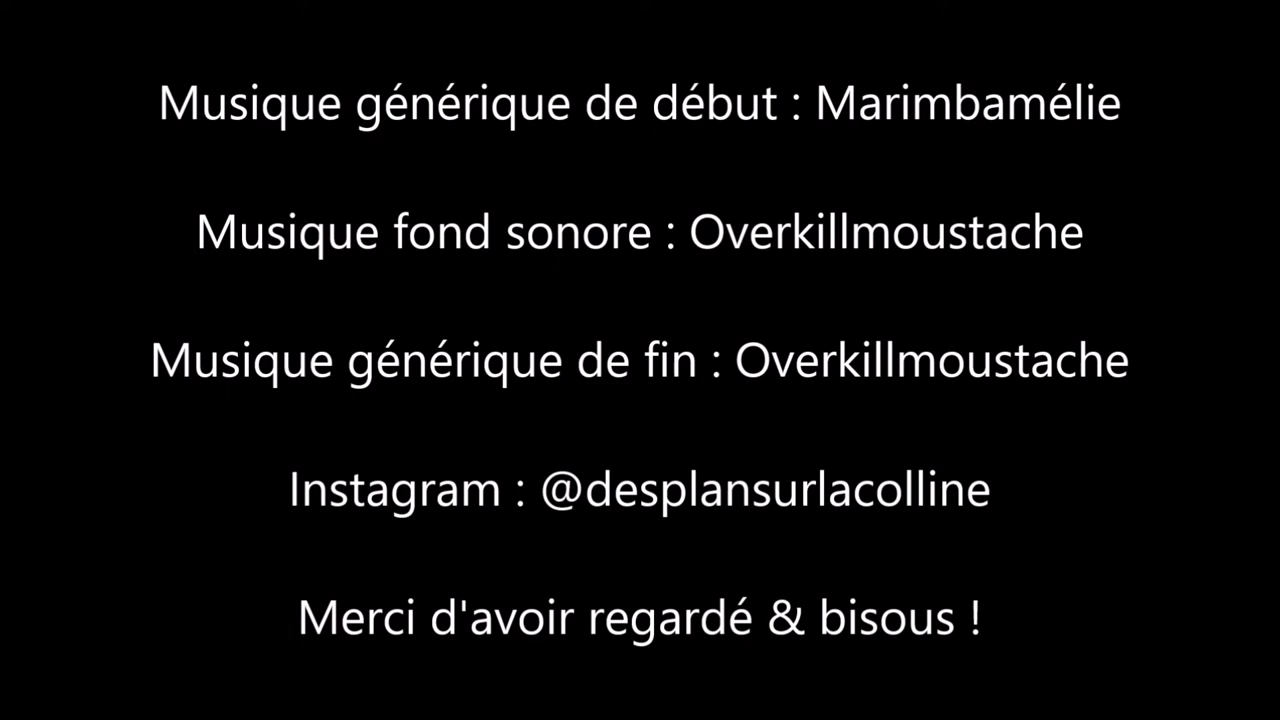 Musique générique de début : Marimbamélie
Musique fond sonore : Overkillmoustache
Musique générique de fin : Overkillmoustache
Instagram : @desplansurlacolline
Merci d'avoir regardé & bisous !